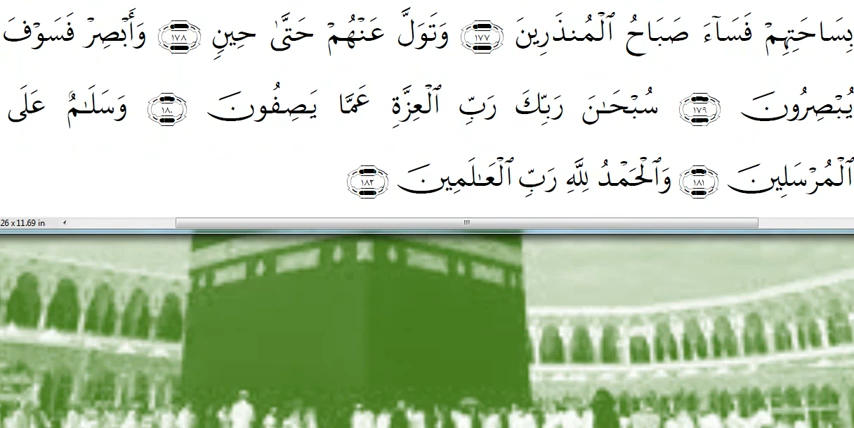 بِسَاحَتِهِمْ فَسَآءَ صَبَاحُ ٱلْمُنذَرِينَ ١٧٧ وَتَوَلَّ عَنْهُمْ حَتَّىٰ حِينٍ ١٧٨ وَأَبْصِرْ فَسَوْفَ
يُبْصِرُونَ ١٧٩ سُبْحَـٰنَ رَبِّكَ رَبِّ ٱلْعِزَّةِ عَمَّا يَصِفُونَ ١٨٠ وَسَلَـٰمٌ عَلَى
ٱلْمُرْسَلِينَ ١٨١ وَٱلْحَمْدُ لِلَّهِ رَبِّ ٱلْعَـٰلَمِينَ ١٨٢
26 x 11.69 in